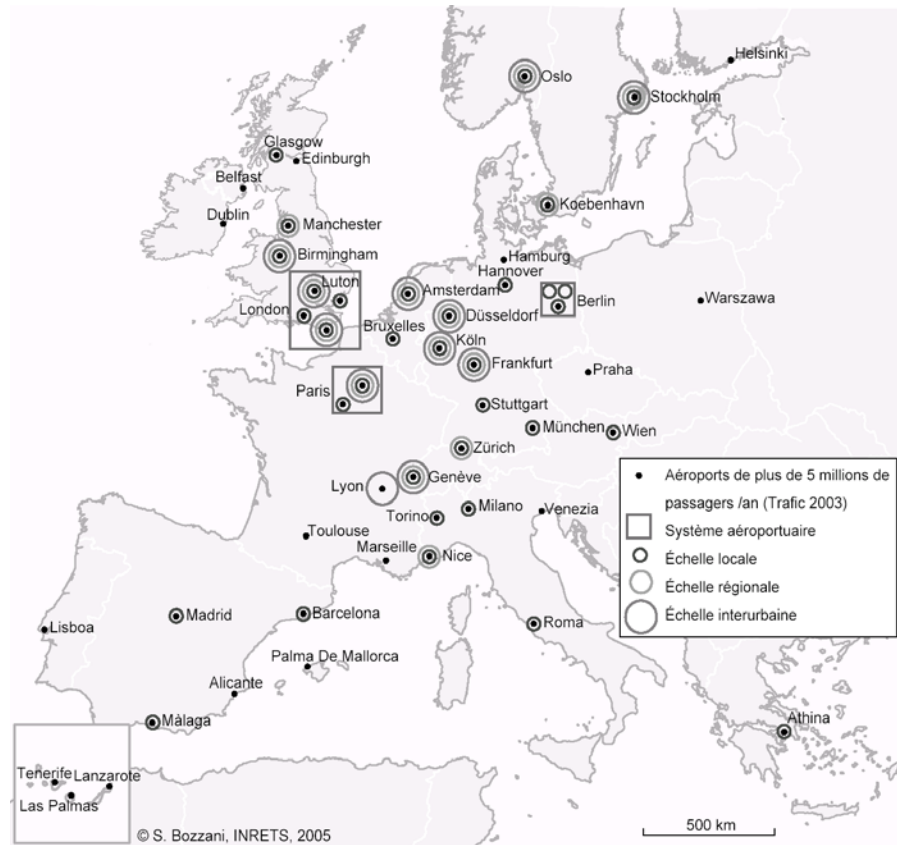 Helsinki
Oslo
Stockholm
Glasgow
Edinburgh
Belfast
Dublin
Koebenhavn
Manchester
Birmingham
Hamburg
Hannover
Luton
Amsterdam
Berlin
Warszawa
London
Düsseldorf
Bruxelles
Köln
Frankfurt
Praha
Paris
Stuttgart
München
Wien
Zürich
Lyon
Genève
Aéroports de plus de 5 millions de
passagers /an (Trafic 2003)
Système aéroportuaire
Échelle locale
Échelle régionale
Échelle interurbaine
Milano
Torino
Venezia
Toulouse
Marseille
Nice
Madrid
Barcelona
Roma
Lisboa
Palma De Mallorca
Alicante
Màlaga
Athina
Tenerife
Lanzarote
Las Palmas
© S. Bozzani, INRETS, 2005
500 km